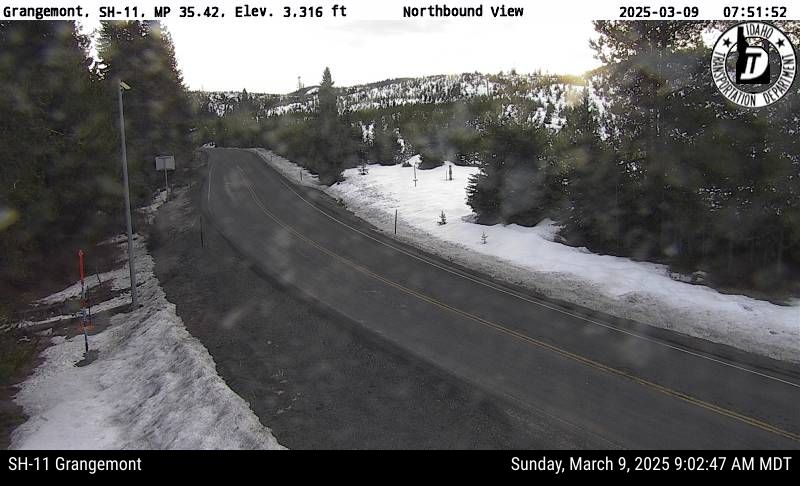 Grangemont, SH-11, MP 35.42, Elev. 3,316 ft Northbound View 2025-03-09 07:51:52
IDAHO
TRANSPORTATION DEPARTMENT
SH-11 Grangemont Sunday, March 9, 2025 9:02:47 AM MDT